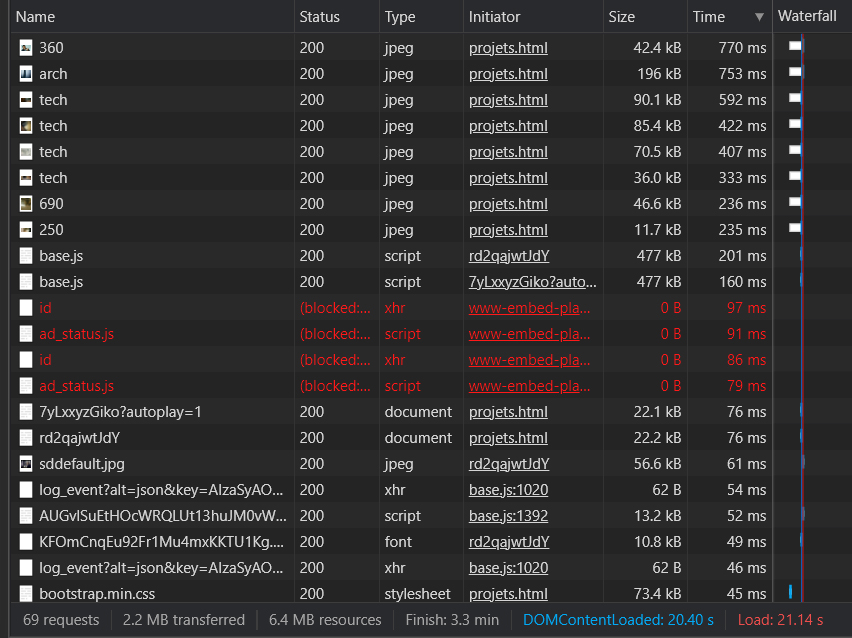 Name Status Type Initiator Size Time Waterfall
360 200 jpeg projets.html 42.4 kB 770 ms
arch 200 jpeg projets.html 196 kB 753 ms
tech 200 jpeg projets.html 90.1 kB 592 ms
tech 200 jpeg projets.html 85.4 kB 422 ms
tech 200 jpeg projets.html 70.5 kB 407 ms
tech 200 jpeg projets.html 36.0 kB 333 ms
690 200 jpeg projets.html 46.6 kB 236 ms
250 200 jpeg projets.html 11.7 kB 235 ms
base.js 200 script rd2qajwtJdY 477 kB 201 ms
base.js 200 script 7yLxxyzGiko?auto... 477 kB 160 ms
id (blocked:... xhr www-embed-pla... 0 B 97 ms
ad_status.js (blocked:... script www-embed-pla... 0 B 91 ms
id (blocked:... xhr www-embed-pla... 0 B 86 ms
ad_status.js (blocked:... script www-embed-pla... 0 B 79 ms
7yLxxyzGiko?autoplay=1 200 document projets.html 22.1 kB 76 ms
rd2qajwtJdY 200 document projets.html 22.2 kB 76 ms
sddefault.jpg 200 jpeg rd2qajwtJdY 56.6 kB 61 ms
log_event?alt=json&key=AIzaSyAO... 200 xhr base.js:1020 62 B 54 ms
AUGvlSuEtHOcWRQLUt13huJM0vW... 200 script base.js:1392 13.2 kB 52 ms
KFOmCnqEu92Fr1Mu4mxKKTU1Kg.... 200 font rd2qajwtJdY 10.8 kB 49 ms
log_event?alt=json&key=AIzaSyAO... 200 xhr base.js:1020 62 B 46 ms
bootstrap.min.css 200 stylesheet projets.html 73.4 kB 45 ms
69 requests 2.2 MB transferred 6.4 MB resources Finish: 3.3 min DOMContentLoaded: 20.40 s Load: 21.14 s